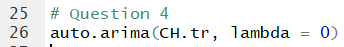 25 # Question 4
26 auto.arima(CH.tr, lambda = 0)